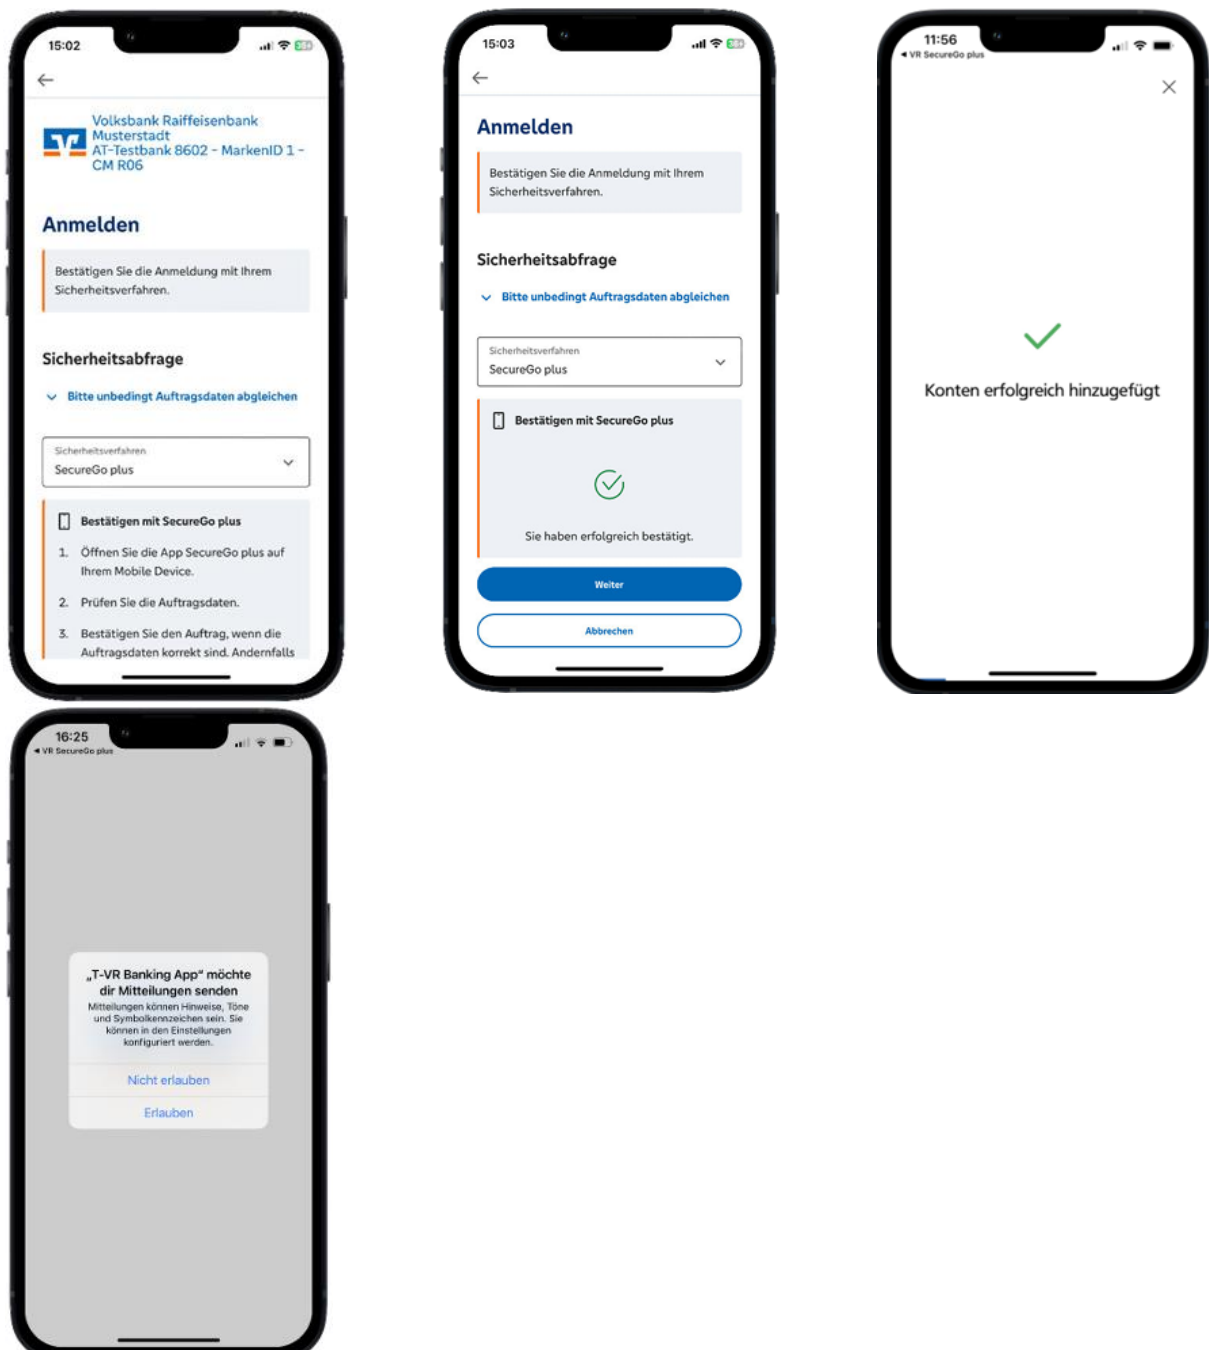 15:02
Volksbank Raiffeisenbank
Musterstadt
AT-Testbank 8602 - MarkenID 1 -
CM R06
Anmelden
Bestätigen Sie die Anmeldung mit Ihrem
Sicherheitsverfahren.
Sicherheitsabfrage
Bitte unbedingt Auftragsdaten abgleichen
Sicherheitsverfahren
SecureGo plus
Bestätigen mit SecureGo plus
1. Öffnen Sie die App SecureGo plus auf
Ihrem Mobile Device.
2. Prüfen Sie die Auftragsdaten.
3. Bestätigen Sie den Auftrag, wenn die
Auftragsdaten korrekt sind. Andernfalls
15:03
Anmelden
Bestätigen Sie die Anmeldung mit Ihrem
Sicherheitsverfahren.
Sicherheitsabfrage
Bitte unbedingt Auftragsdaten abgleichen
Sicherheitsverfahren
SecureGo plus
Bestätigen mit SecureGo plus
Sie haben erfolgreich bestätigt.
Weiter
Abbrechen
11:56
VR SecureGo plus
Konten erfolgreich hinzugefügt
16:25
VR SecureGo plus
„T-VR Banking App" möchte
dir Mitteilungen senden
Mitteilungen können Hinweise, Töne
und Symbolkennzeichen sein. Sie
können in den Einstellungen
konfiguriert werden.
Nicht erlauben
Erlauben